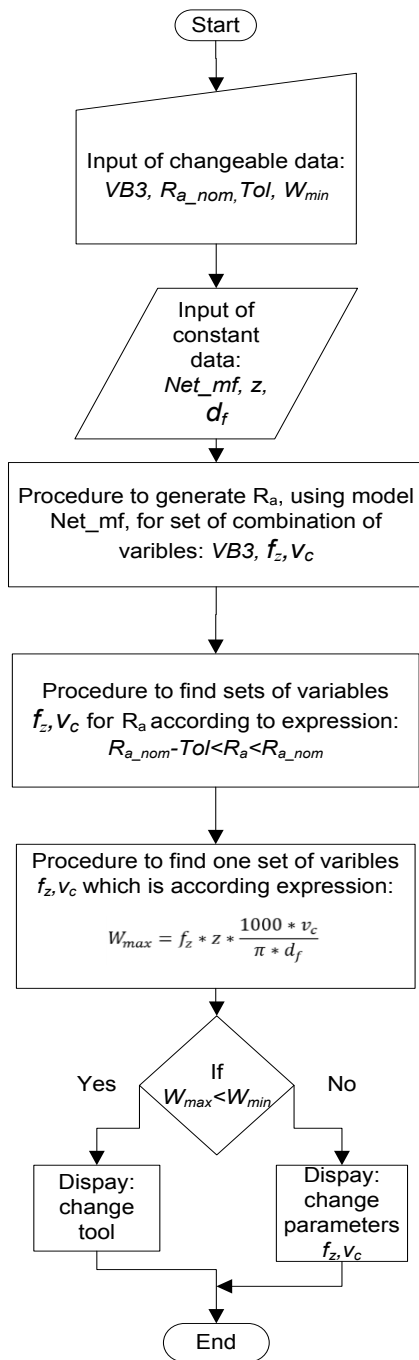 Start
Input of changeable data:
VB3, Ra_nom,Tol, Wmin
Input of
constant
data:
Net_mf, z,
df
Procedure to generate Ra, using model
Net_mf, for set of combination of
varibles: VB3, fz,vc
Procedure to find sets of variables
fz,vc for Ra according to expression:
Ra_nom-Tol<Ra<Ra_nom
Procedure to find one set of varibles
fz,vc which is according expression:
Wmax = fz * z * 1000 * vc / π * df
If
Wmax<Wmin
Yes
No
Dispay:
change
tool
Dispay:
change
parameters
fz,vc
End